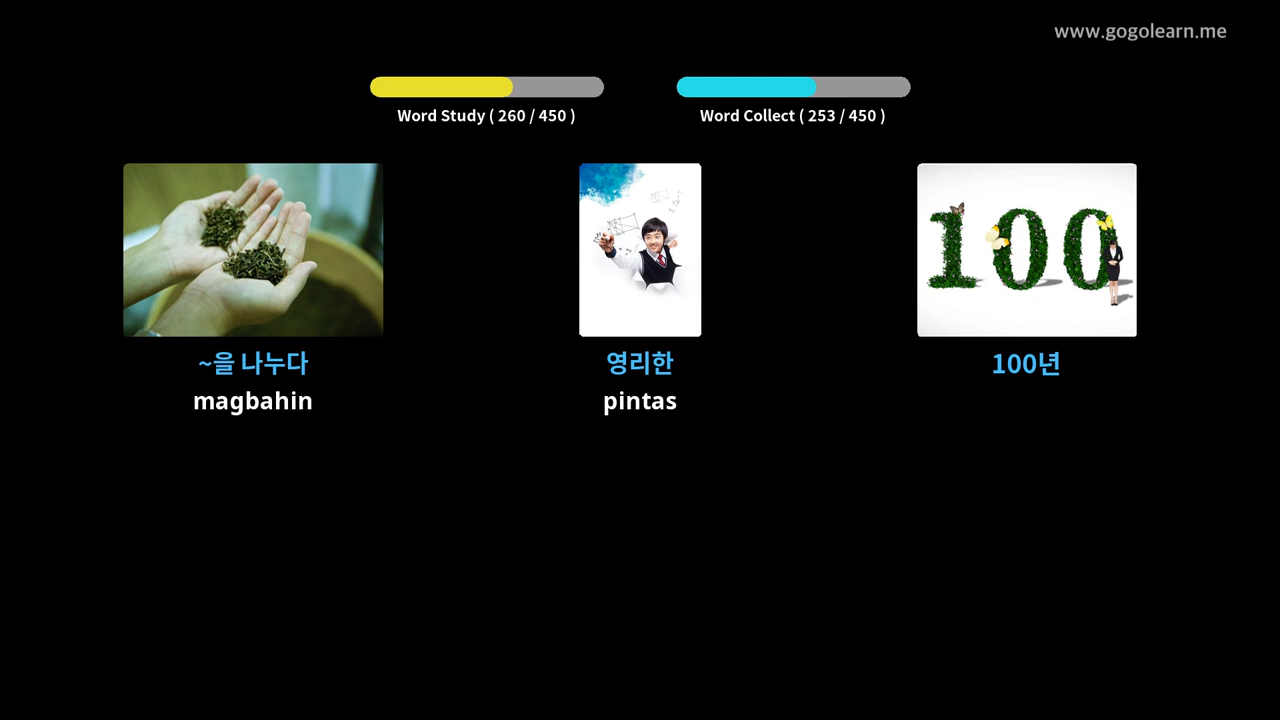 www.gogolearn.me
Word Study ( 260 / 450 )
Word Collect ( 253 / 450 )
100
~을 나누다
영리한
100년
magbahin
pintas